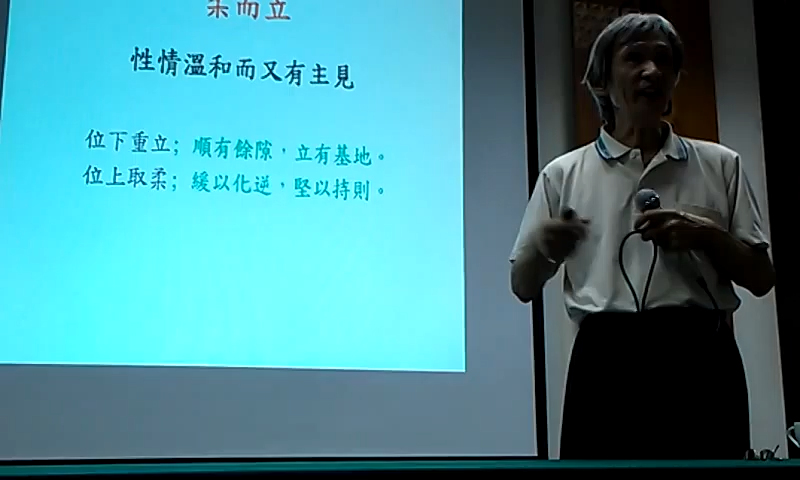 柔而立
性情溫和而又有主見
位下重立；順有餘隙，立有基地。
位上取柔；緩以化逆，堅以持則。